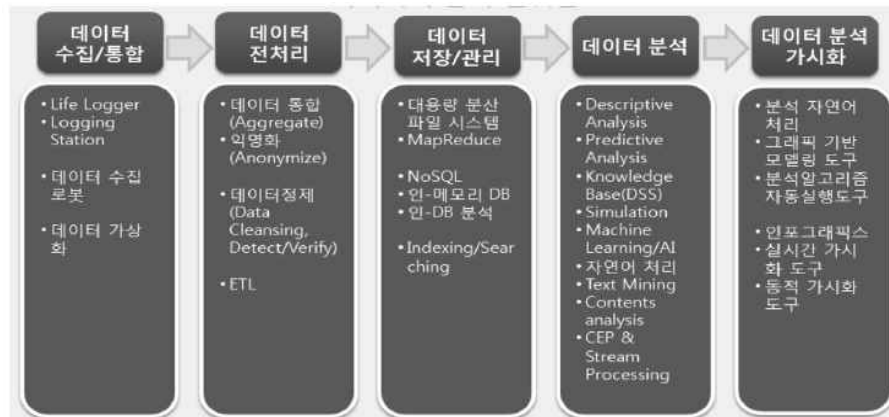 데이터
수집/통합
데이터
전처리
데이터
저장/관리
데이터 분석
데이터 분석
가시화
• Life Logger
• Logging
Station
• 데이터 수집
로봇
• 데이터 가상
화
• 데이터 통합
(Aggregate)
• 익명화
(Anonymize)
• 데이터정제
(Data
Cleansing,
Detect/Verify)
• ETL
• 대용량 분산
파일 시스템
• MapReduce
• NoSQL
• 인-메모리 DB
• 인-DB 분석
• Indexing/Sear
ching
• Descriptive
Analysis
• Predictive
Analysis
• Knowledge
Base(DSS)
• Simulation
• Machine
Learning/AI
• 자연어 처리
• Text Mining
• Contents
analysis
• CEP &
Stream
Processing
• 분석 자연어
처리
• 그래픽 기반
모델링 도구
• 분석알고리즘
자동실행도구
• 인포그래픽스
• 실시간 가시
화 도구
• 동적 가시화
도구